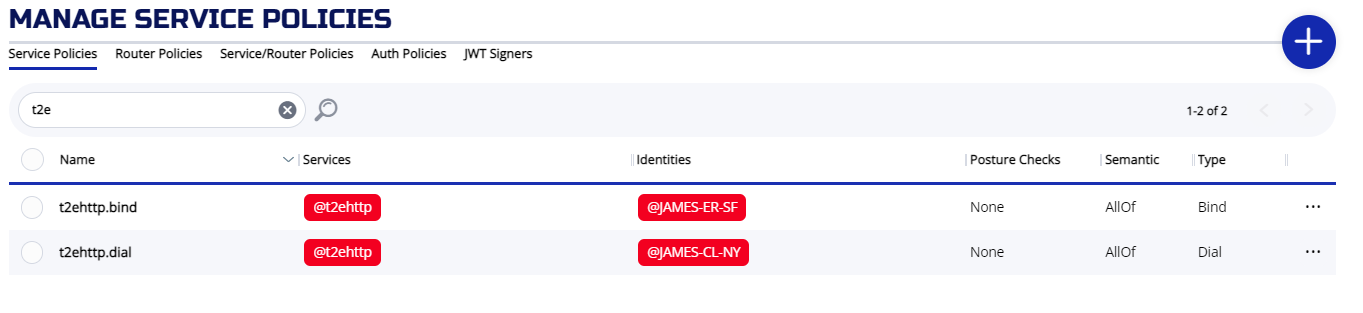 MANAGE SERVICE POLICIES
Service Policies Router Policies Service/Router Policies Auth Policies JWT Signers
t2e 1-2 of 2
Name Services Identities Posture Checks Semantic Type
t2ehttp.bind @t2ehttp @JAMES-ER-SF None AllOf Bind ...
t2ehttp.dial @t2ehttp @JAMES-CL-NY None AllOf Dial ...